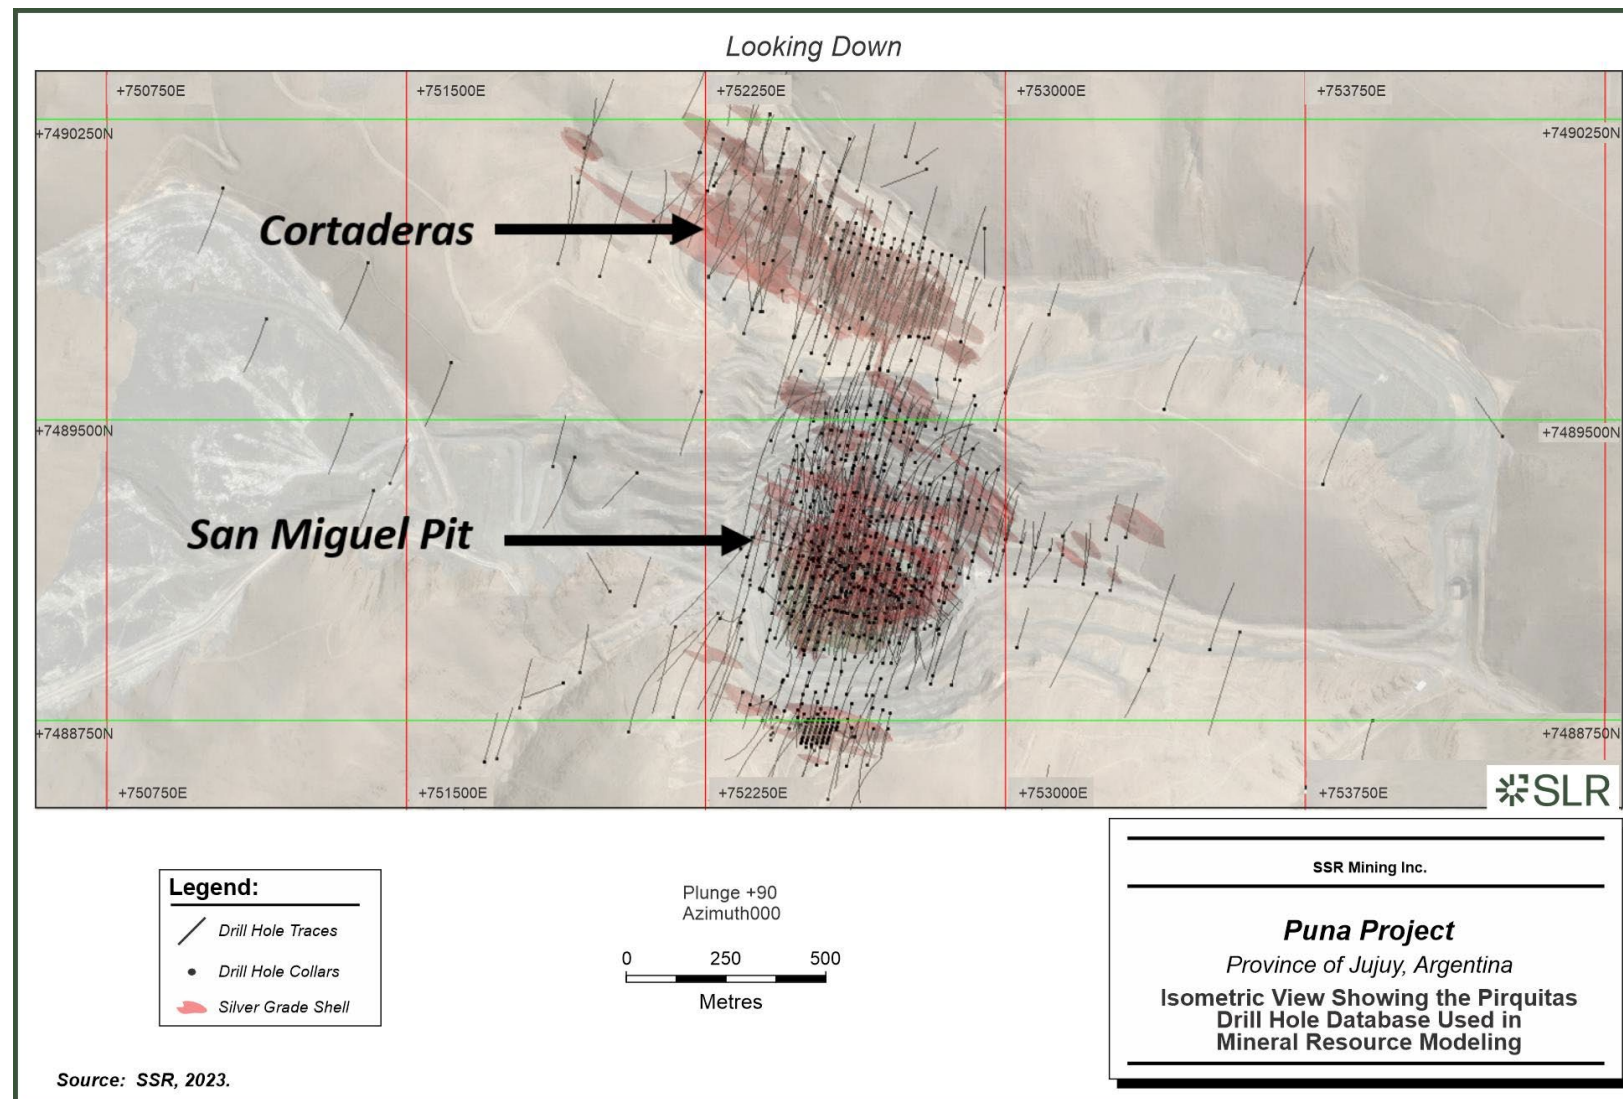 Looking Down
+750750E
+751500E
+752250E
+753000E
+753750E
+7490250N
+7490250N
Cortaderas
+7489500N
+7489500N
San Miguel Pit
+7488750N
+7488750N
+750750E
+751500E
+752250E
+753000E
+753750E
SLR
Legend:
Drill Hole Traces
Drill Hole Collars
Silver Grade Shell
Plunge +90
Azimuth000
0 250 500
Metres
SSR Mining Inc.
Puna Project
Province of Jujuy, Argentina
Isometric View Showing the Pirquitas
Drill Hole Database Used in
Mineral Resource Modeling
Source: SSR, 2023.